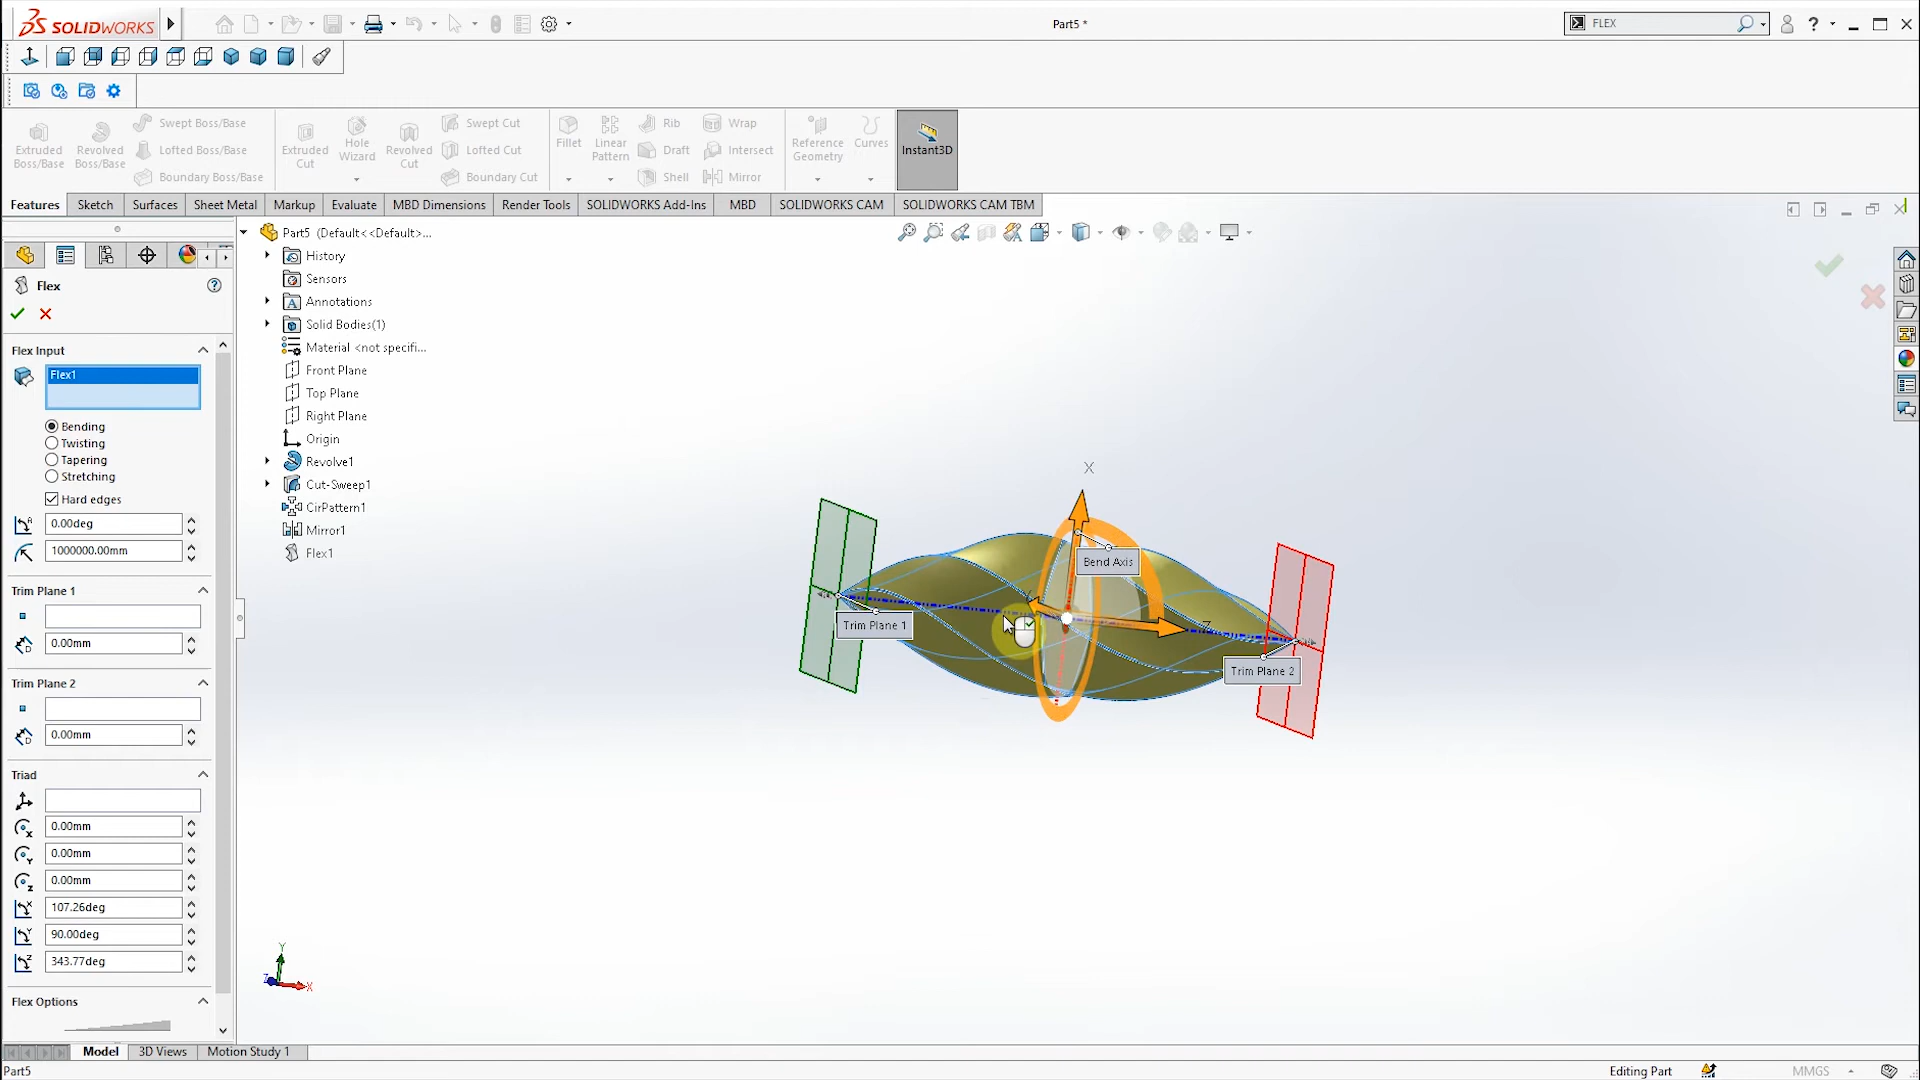 SOLIDWORKS
Part5 *
FLEX
?
Extruded Boss/Base
Revolved Boss/Base
Swept Boss/Base
Lofted Boss/Base
Boundary Boss/Base
Extruded Cut
Hole Wizard
Revolved Cut
Swept Cut
Lofted Cut
Boundary Cut
Fillet
Linear Pattern
Rib
Draft
Shell
Wrap
Intersect
Mirror
Reference Geometry
Curves
Instant3D
Features
Sketch
Surfaces
Sheet Metal
Markup
Evaluate
MBD Dimensions
Render Tools
SOLIDWORKS Add-Ins
MBD
SOLIDWORKS CAM
SOLIDWORKS CAM TBM
Flex
?
Flex Input
Flex1
Bending
Twisting
Tapering
Stretching
Hard edges
0.00deg
1000000.00mm
Trim Plane 1
0.00mm
Trim Plane 2
0.00mm
Triad
0.00mm
0.00mm
0.00mm
107.26deg
90.00deg
343.77deg
Flex Options
Part5 (Default<<Default>...
History
Sensors
Annotations
Solid Bodies(1)
Material <not specifi...
Front Plane
Top Plane
Right Plane
Origin
Revolve1
Cut-Sweep1
CirPattern1
Mirror1
Flex1
X
Bend Axis
Trim Plane 1
Z
Trim Plane 2
Y
Z
X
Model
3D Views
Motion Study 1
Part5
Editing Part
MMGS